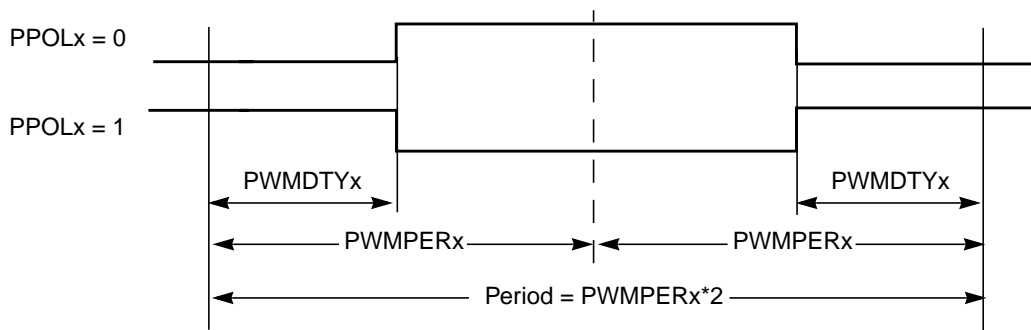 PPOLx = 0
PPOLx = 1
PWMDTYx
PWMDTYx
PWMPERx
PWMPERx
Period = PWMPERx*2